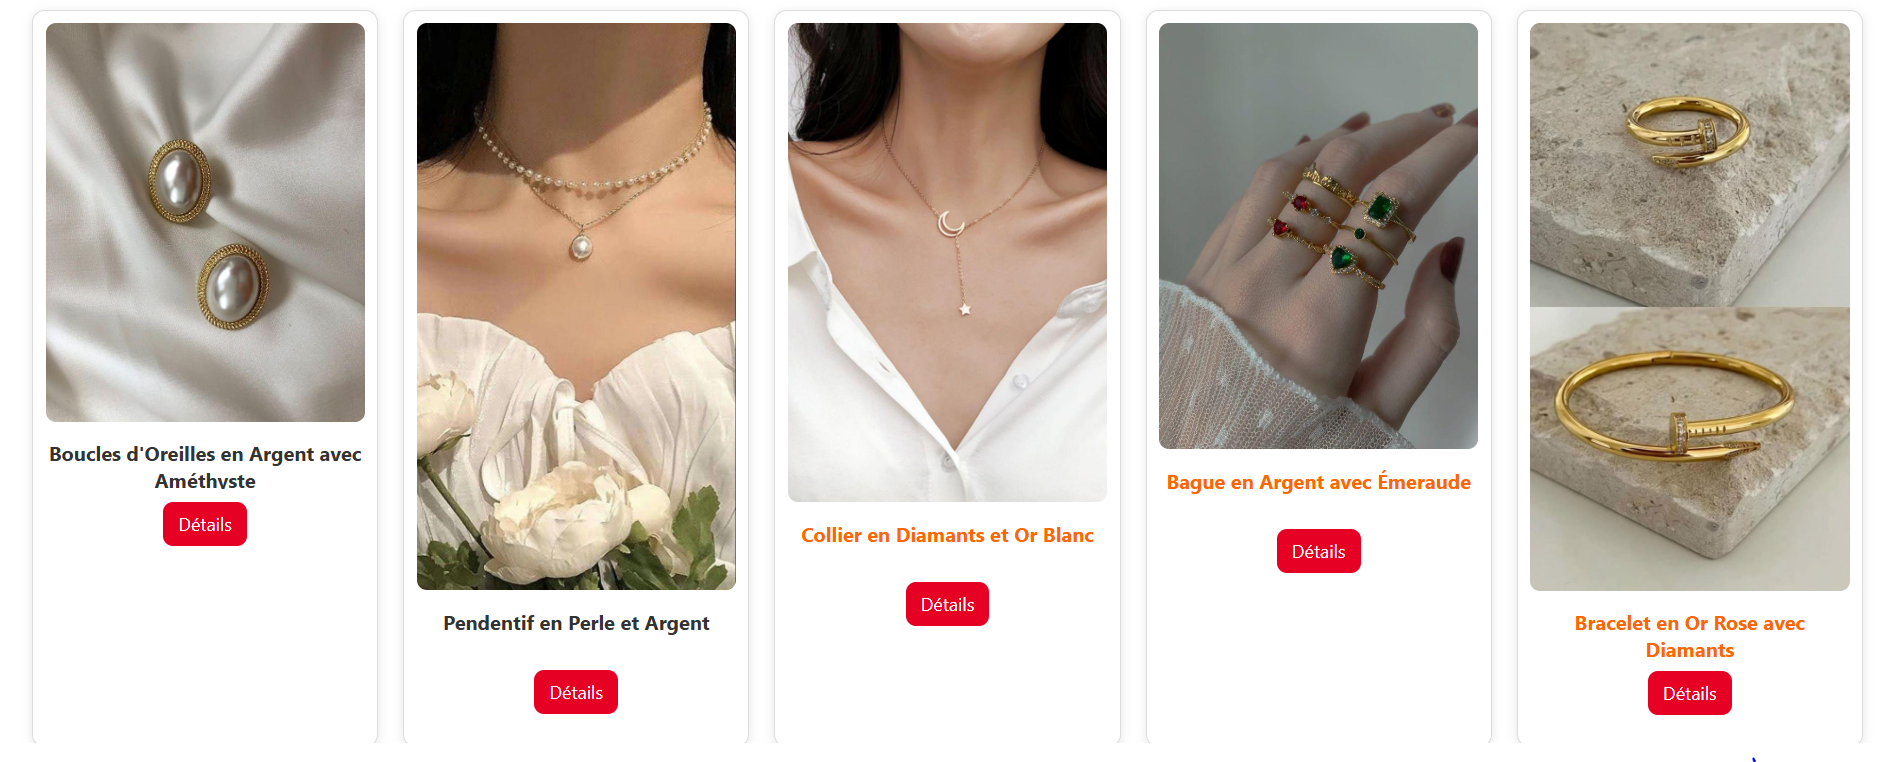 Boucles d'Oreilles en Argent avec
Améthyste
Détails
Pendentif en Perle et Argent
Détails
Collier en Diamants et Or Blanc
Détails
Bague en Argent avec Émeraude
Détails
Bracelet en Or Rose avec
Diamants
Détails